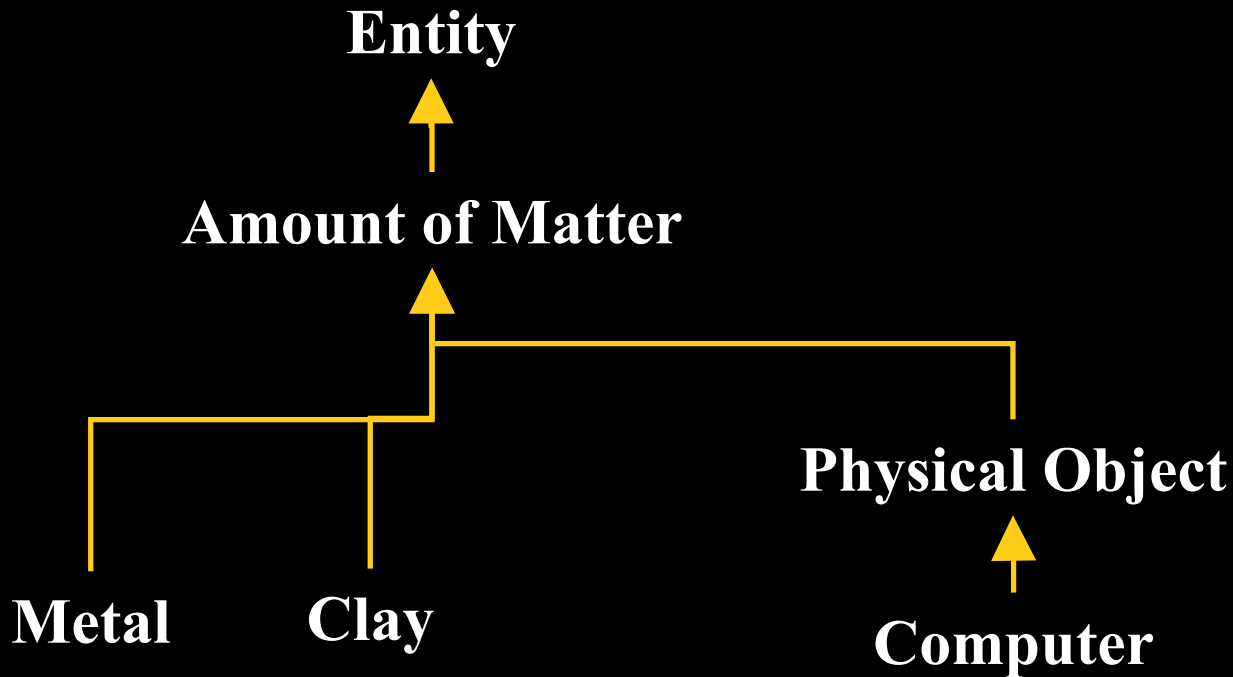 Entity
Amount of Matter
Physical Object
Metal
Clay
Computer